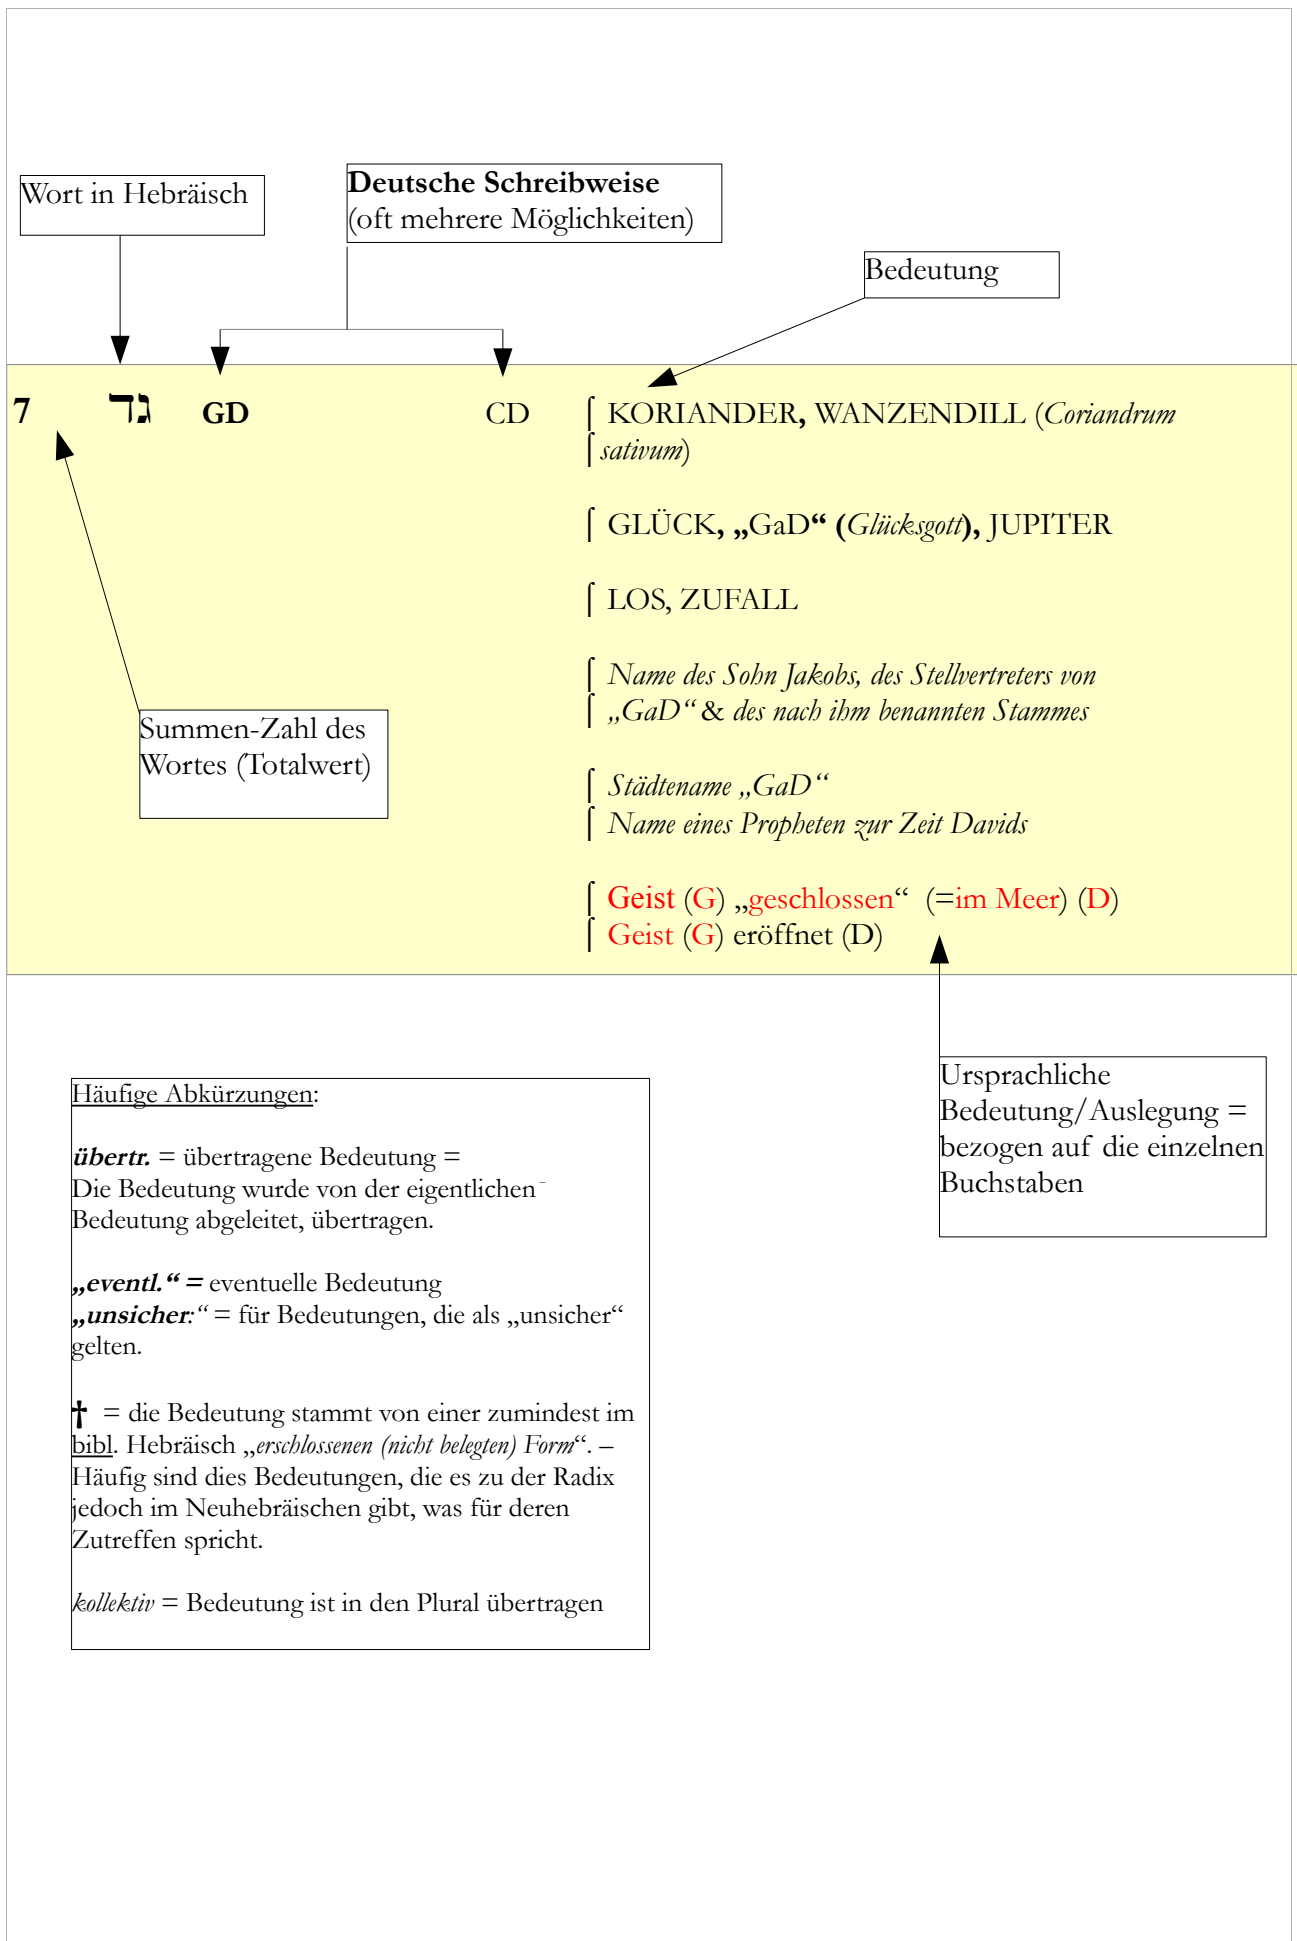 Wort in Hebräisch
Deutsche Schreibweise
(oft mehrere Möglichkeiten)
Bedeutung
7 גד GD CD ⌠ KORIANDER, WANZENDILL (Coriandrum
⌠ sativum)
⌠ GLÜCK, „GaD“ (Glücksgott), JUPITER
⌠ LOS, ZUFALL
⌠ Name des Sohn Jakobs, des Stellvertreters von
⌠ „GaD“ & des nach ihm benannten Stammes
Summen-Zahl des
Wortes (Totalwert)
⌠ Städtename „GaD“
⌠ Name eines Propheten zur Zeit Davids
⌠ Geist (G) „geschlossen“ (=im Meer) (D)
⌠ Geist (G) eröffnet (D)
Ursprachliche
Bedeutung/Auslegung =
bezogen auf die einzelnen
Buchstaben
Häufige Abkürzungen:
übertr. = übertragene Bedeutung =
Die Bedeutung wurde von der eigentlichen
Bedeutung abgeleitet, übertragen.
„eventl.“ = eventuelle Bedeutung
„unsicher:“ = für Bedeutungen, die als „unsicher“
gelten.
† = die Bedeutung stammt von einer zumindest im
bibl. Hebräisch „erschlossenen (nicht belegten) Form“. –
Häufig sind dies Bedeutungen, die es zu der Radix
jedoch im Neuhebräischen gibt, was für deren
Zutreffen spricht.
kollektiv = Bedeutung ist in den Plural übertragen